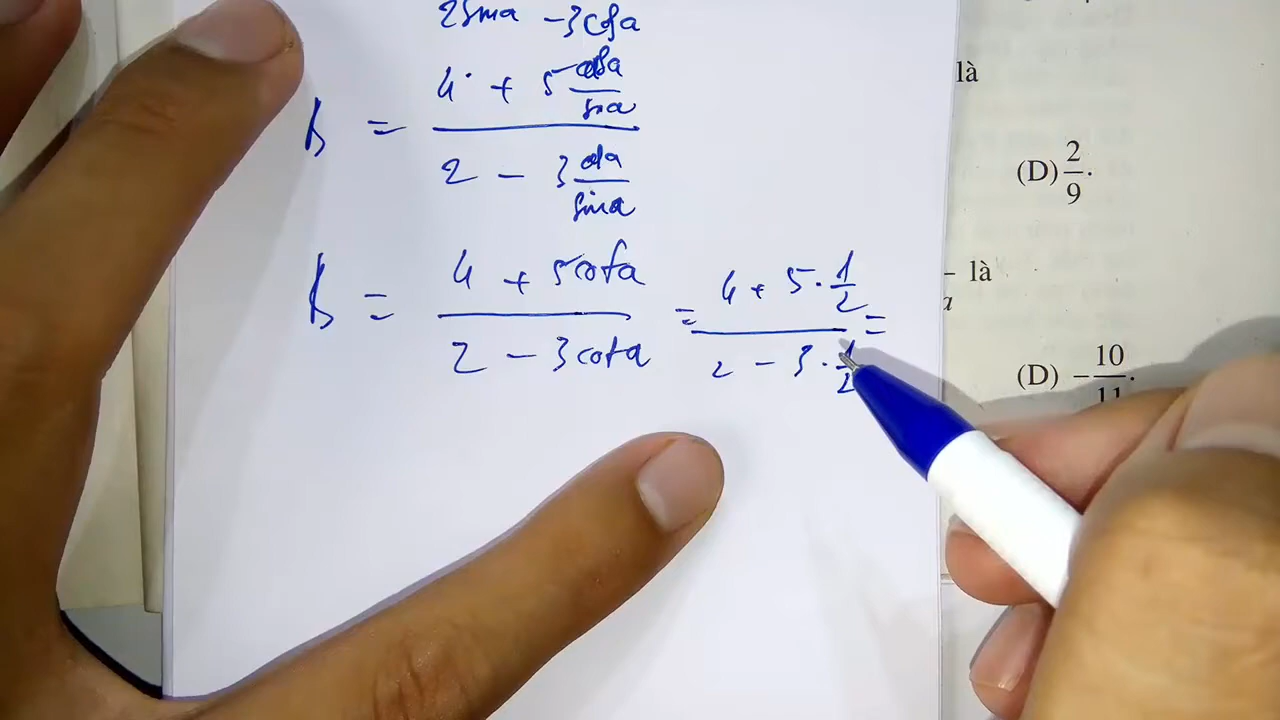 2sina - 3cosa
B = (4 + 5 cosa/sina) / (2 - 3 cosa/sina)
B = (4 + 5cota) / (2 - 3cota) = (4 + 5 . 1/2) / (2 - 3 . 1/2) =
là
(D) 2/9.
là
a
(D) -10/11.